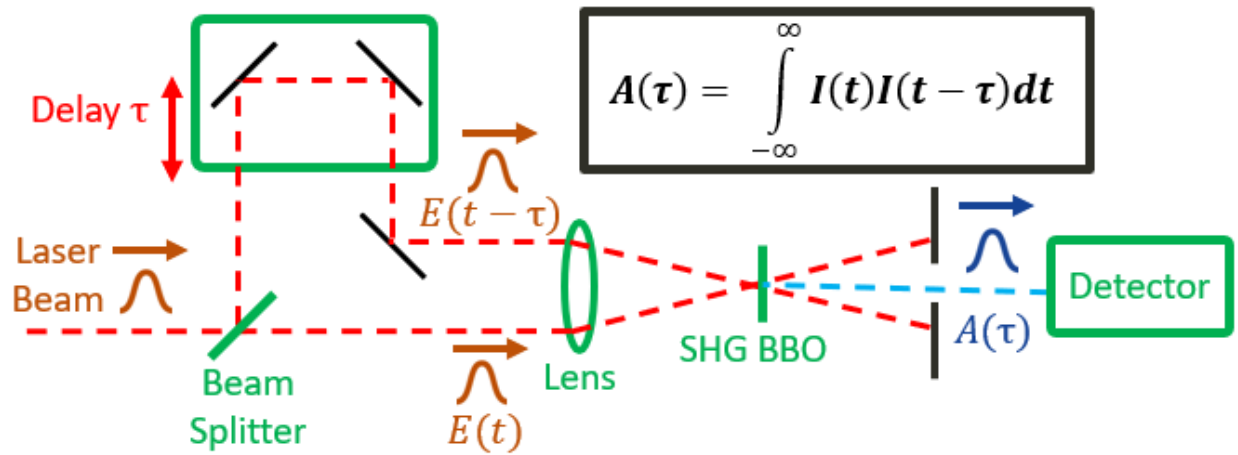 Delay τ
A(τ) = ∫_{-∞}^{∞} I(t)I(t − τ)dt
E(t − τ)
Laser
Beam
Detector
SHG BBO
A(τ)
Lens
Beam
Splitter
E(t)